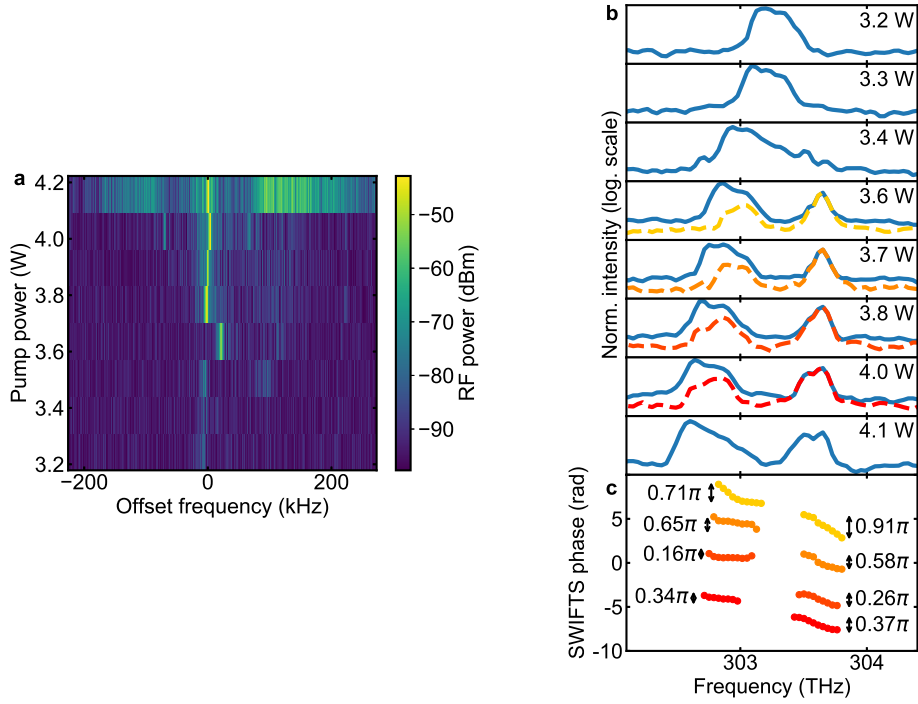 a
4.2
4.0
3.8
3.6
3.4
3.2
Pump power (W)
−200
0
200
Offset frequency (kHz)
−50
−60
−70
−80
−90
RF power (dBm)
b
3.2 W
3.3 W
3.4 W
3.6 W
3.7 W
3.8 W
4.0 W
4.1 W
Norm. intensity (log. scale)
c
0.71π
0.65π
0.16π
0.34π
0.91π
0.58π
0.26π
0.37π
5
0
-5
-10
SWIFTS phase (rad)
303
304
Frequency (THz)